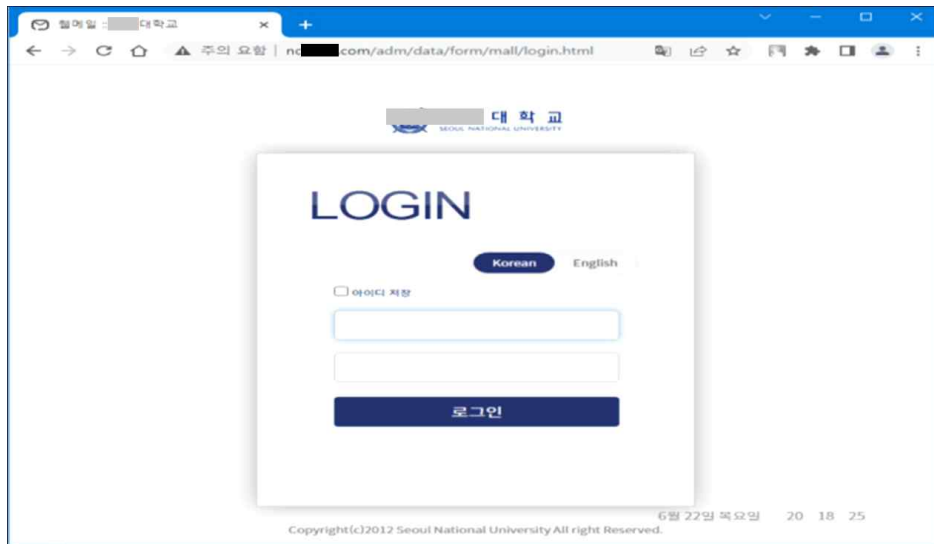 웹메일 :: 대학교
주의 요함 | nc .com/adm/data/form/mall/login.html
대학교
SEOUL NATIONAL UNIVERSITY
LOGIN
Korean English
아이디 저장
로그인
6월 22일 목요일 20 18 25
Copyright(c)2012 Seoul National University All right Reserved.